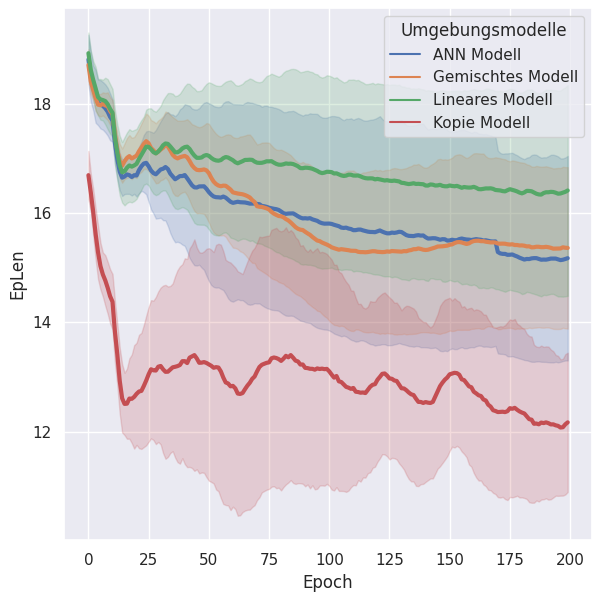 Umgebungsmodelle
ANN Modell
Gemischtes Modell
Lineares Modell
Kopie Modell
EpLen
18
16
14
12
0 25 50 75 100 125 150 175 200
Epoch